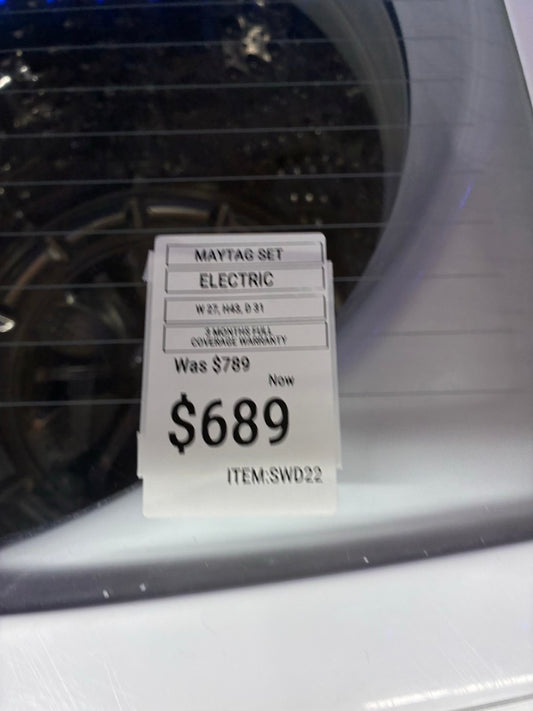 MAYTAG SET
ELECTRIC
W 27, H43, D 31
3 MONTHS FULL
COVERAGE WARRANTY
Was $789
Now
$689
ITEM:SWD22